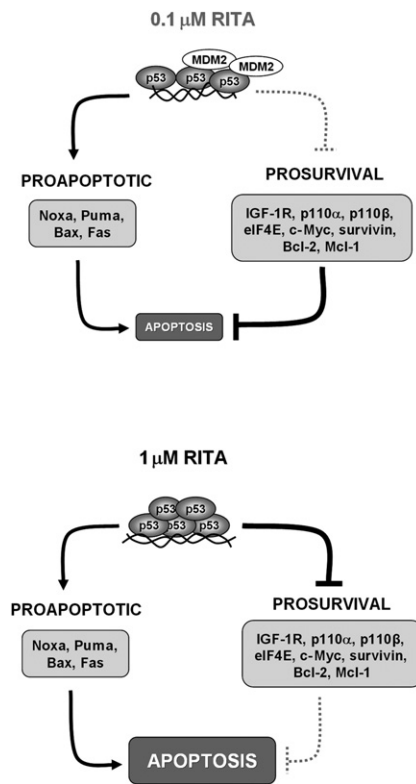 0.1 μM RITA
MDM2
MDM2
p53
p53
p53
PROAPOPTOTIC
PROSURVIVAL
Noxa, Puma,
Bax, Fas
IGF-1R, p110α, p110β,
eIF4E, c-Myc, survivin,
Bcl-2, Mcl-1
APOPTOSIS
1 μM RITA
p53
p53
p53
p53
p53
PROAPOPTOTIC
PROSURVIVAL
Noxa, Puma,
Bax, Fas
IGF-1R, p110α, p110β,
eIF4E, c-Myc, survivin,
Bcl-2, Mcl-1
APOPTOSIS